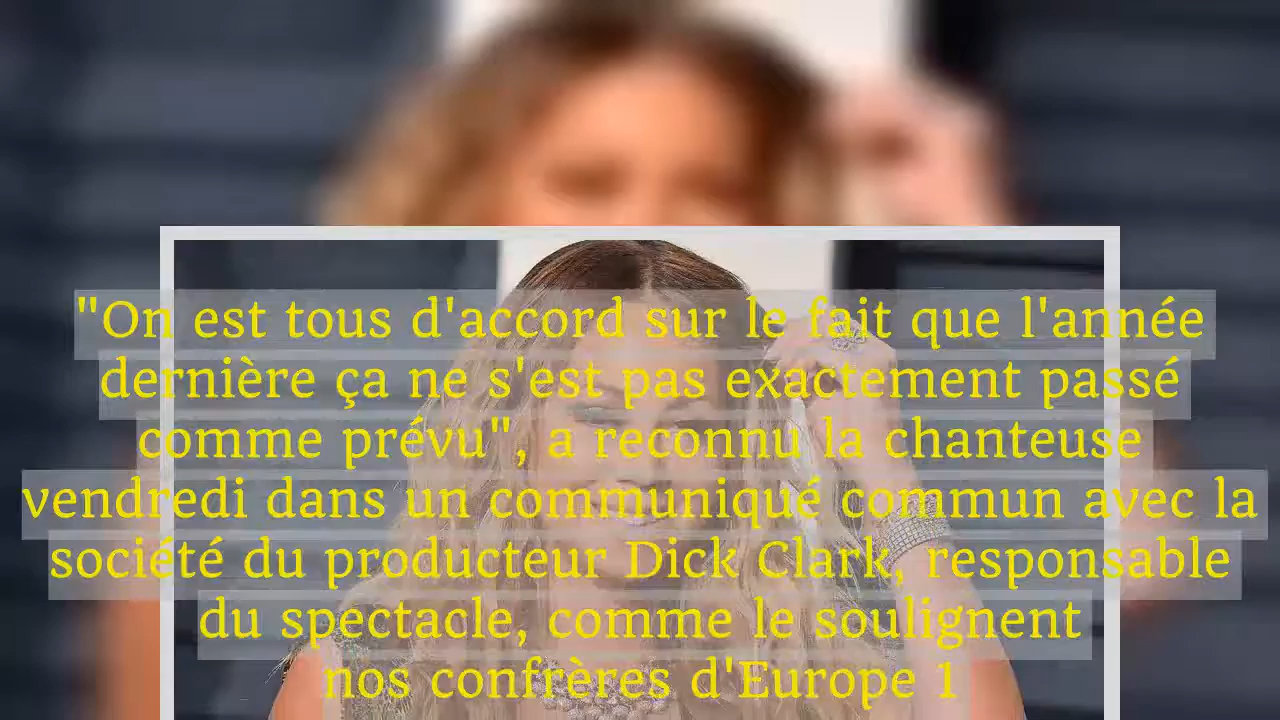 "On est tous d'accord sur le fait que l'année
dernière ça ne s'est pas exactement passé
comme prévu", a reconnu la chanteuse
vendredi dans un communiqué commun avec la
société du producteur Dick Clark, responsable
du spectacle, comme le soulignent
nos confrères d'Europe 1